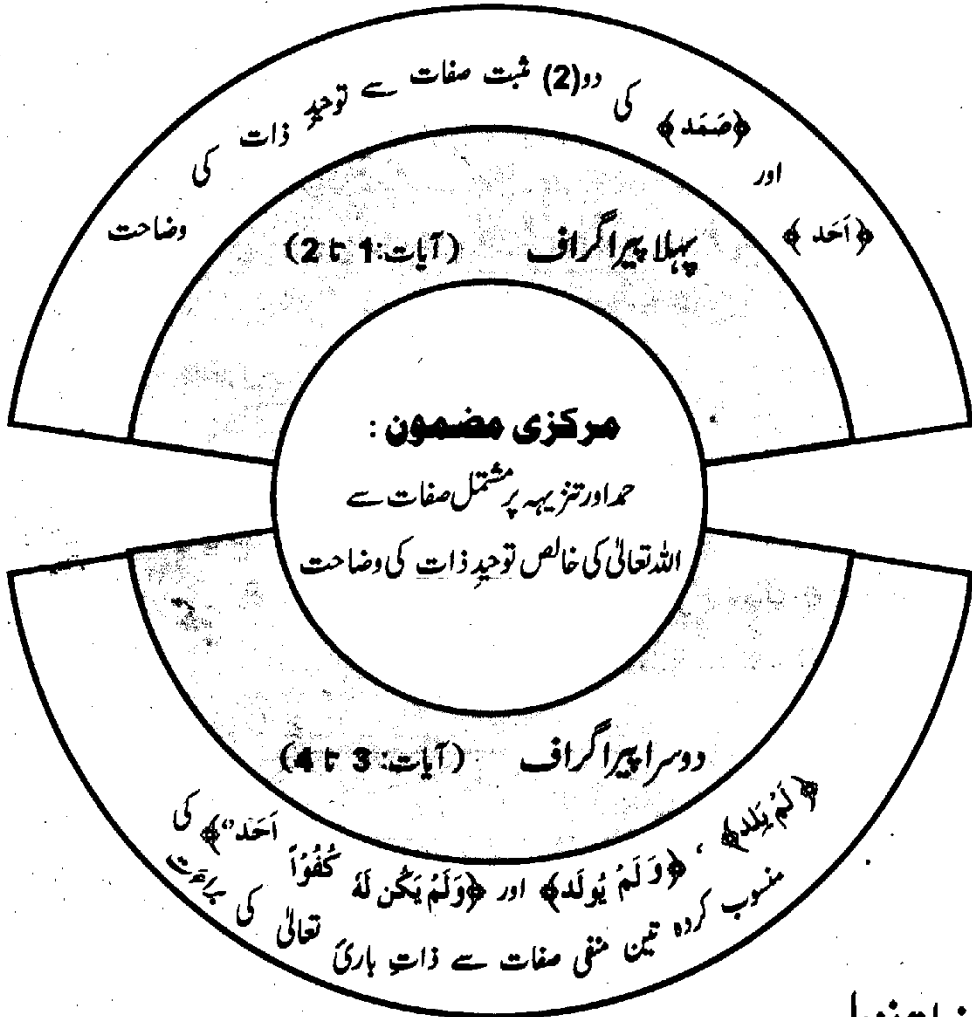 ﴿اَحَد﴾ اور ﴿صَمَد﴾ کی دو(2) مثبت صفات سے توحیدِ ذات کی وضاحت
پہلا پیراگراف (آیات:1 تا 2)
مرکزی مضمون :
حمد اور تنزیہہ پر مشتمل صفات سے
اللہ تعالیٰ کی خالص توحیدِ ذات کی وضاحت
دوسرا پیراگراف (آیات: 3 تا 4)
﴿لَمْ یَلِد﴾ ، ﴿وَلَمْ یُولَد﴾ اور ﴿وَلَمْ یَکُن لَہٗ کُفُوًا اَحَد''﴾ کی
منسوب کردہ تین منفی صفات سے ذاتِ باریٔ تعالیٰ کی براءت